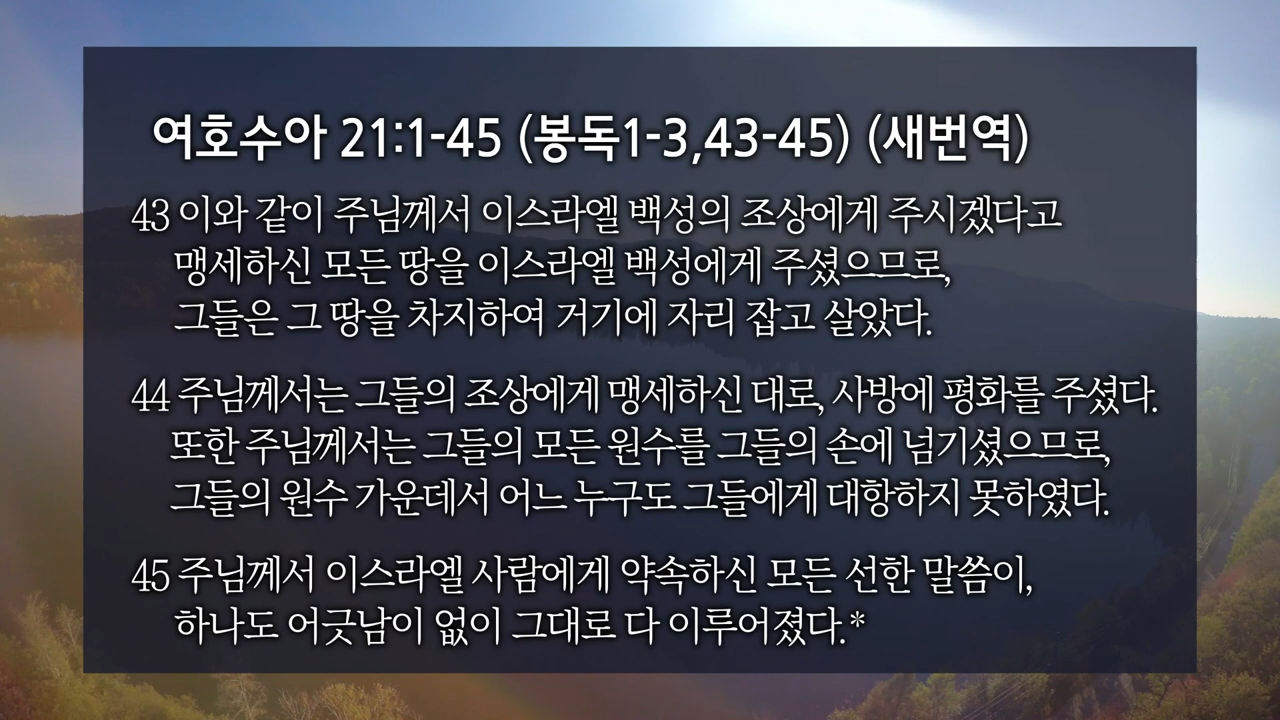 여호수아 21:1-45 (봉독1-3,43-45) (새번역)
43 이와 같이 주님께서 이스라엘 백성의 조상에게 주시겠다고
맹세하신 모든 땅을 이스라엘 백성에게 주셨으므로,
그들은 그 땅을 차지하여 거기에 자리 잡고 살았다.
44 주님께서는 그들의 조상에게 맹세하신 대로, 사방에 평화를 주셨다.
또한 주님께서는 그들의 모든 원수를 그들의 손에 넘기셨으므로,
그들의 원수 가운데서 어느 누구도 그들에게 대항하지 못하였다.
45 주님께서 이스라엘 사람에게 약속하신 모든 선한 말씀이,
하나도 어긋남이 없이 그대로 다 이루어졌다.*